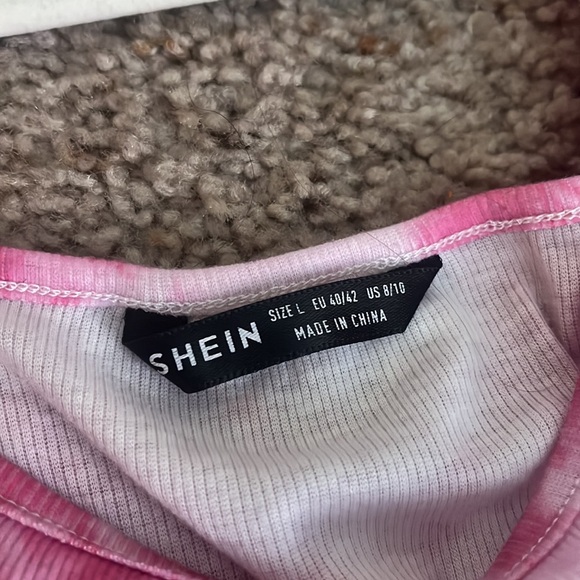 SHEIN
SIZE L EU 40/42 US 8/10
MADE IN CHINA